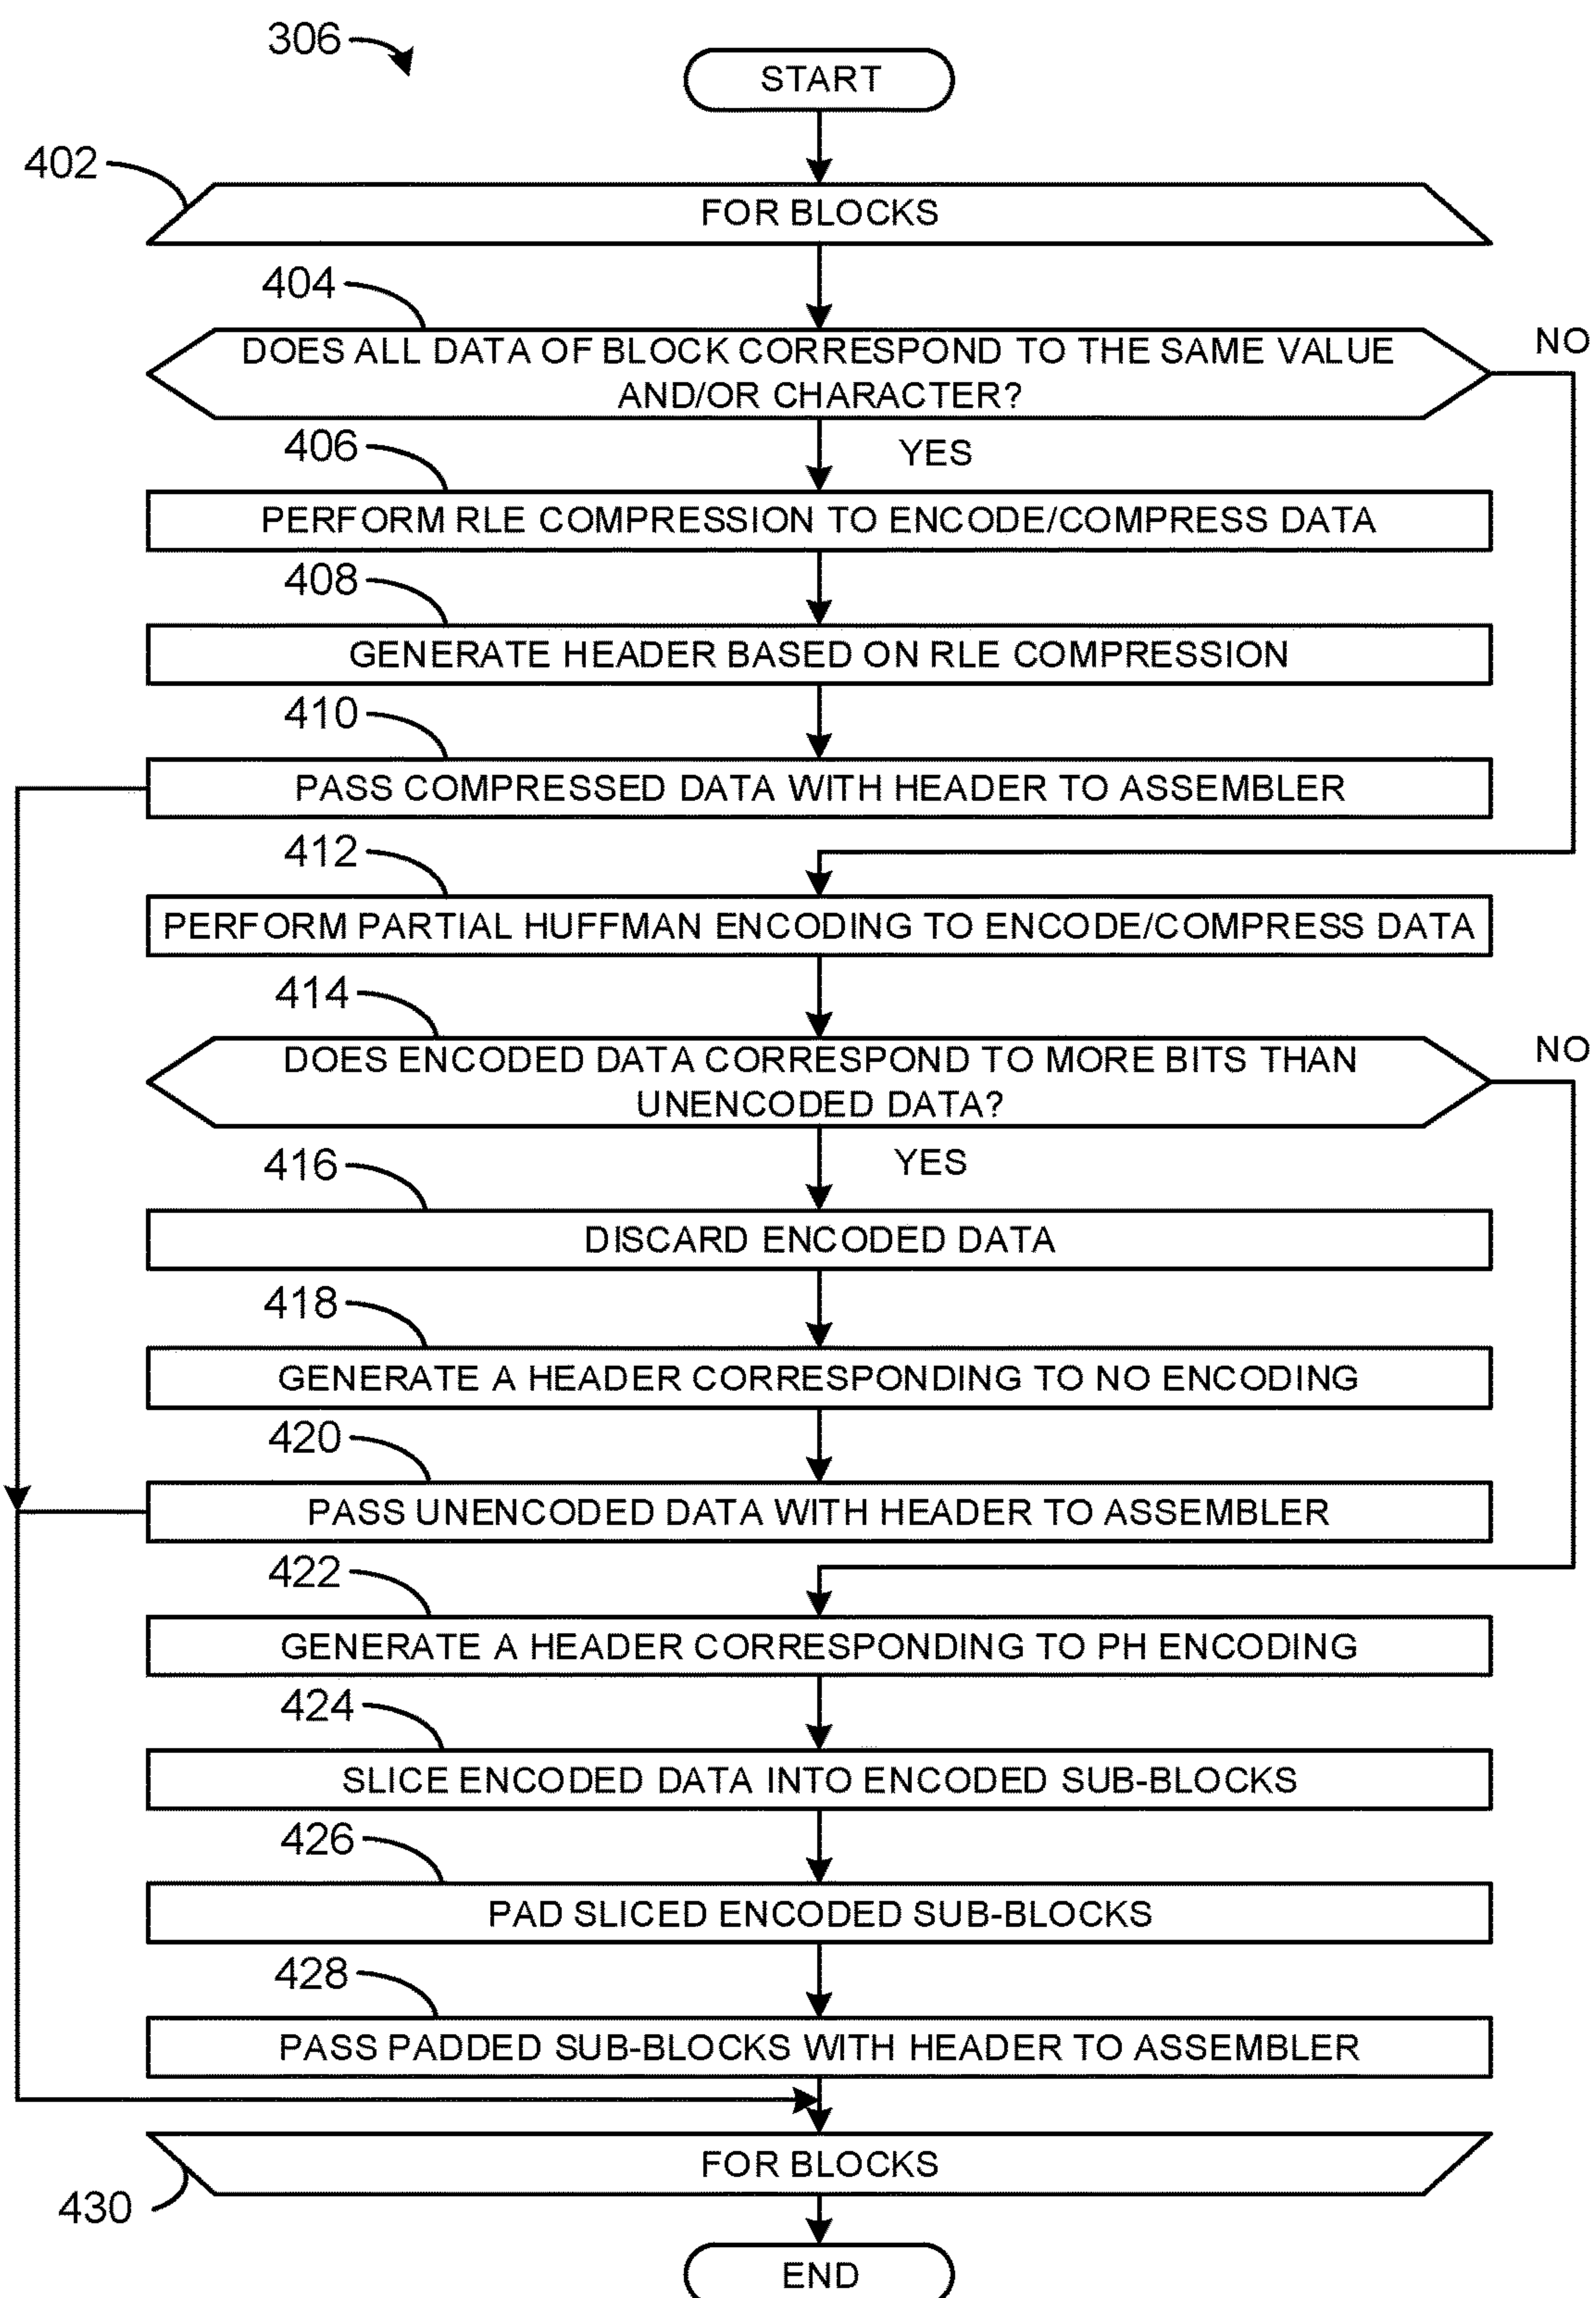 306
START
402
FOR BLOCKS
404
DOES ALL DATA OF BLOCK CORRESPOND TO THE SAME VALUE
AND/OR CHARACTER?
NO
YES
406
PERFORM RLE COMPRESSION TO ENCODE/COMPRESS DATA
408
GENERATE HEADER BASED ON RLE COMPRESSION
410
PASS COMPRESSED DATA WITH HEADER TO ASSEMBLER
412
PERFORM PARTIAL HUFFMAN ENCODING TO ENCODE/COMPRESS DATA
414
DOES ENCODED DATA CORRESPOND TO MORE BITS THAN
UNENCODED DATA?
NO
YES
416
DISCARD ENCODED DATA
418
GENERATE A HEADER CORRESPONDING TO NO ENCODING
420
PASS UNENCODED DATA WITH HEADER TO ASSEMBLER
422
GENERATE A HEADER CORRESPONDING TO PH ENCODING
424
SLICE ENCODED DATA INTO ENCODED SUB-BLOCKS
426
PAD SLICED ENCODED SUB-BLOCKS
428
PASS PADDED SUB-BLOCKS WITH HEADER TO ASSEMBLER
FOR BLOCKS
430
END